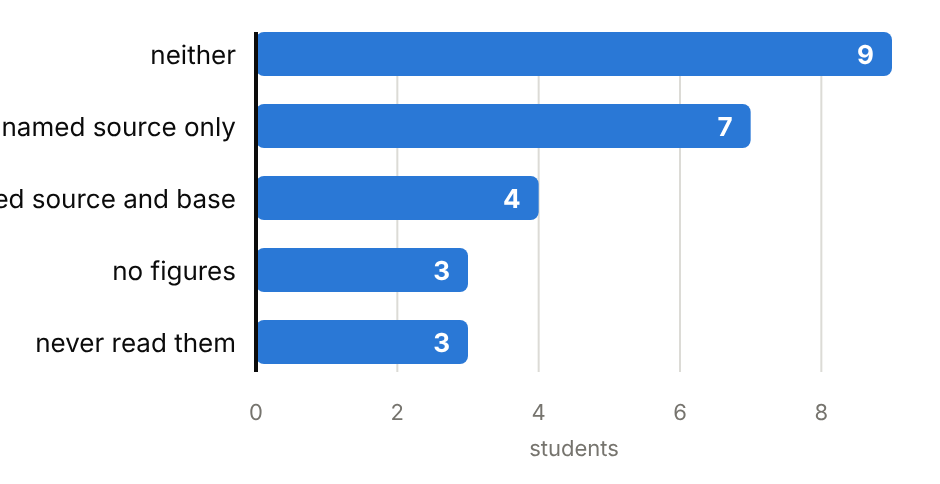 neither 9
named source only 7
source and base 4
no figures 3
never read them 3
0 2 4 6 8
students